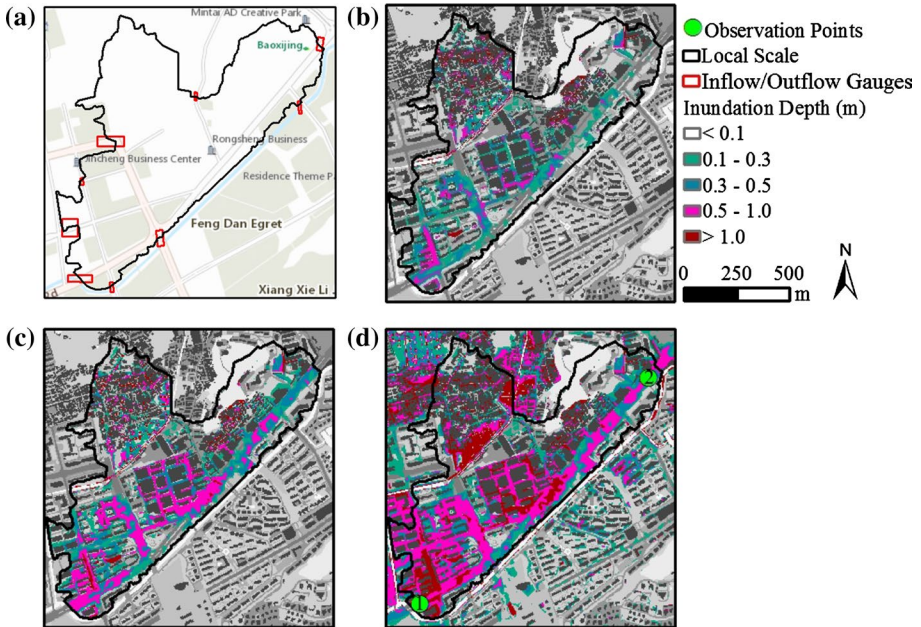 (a)
Mintai AD Creative Park
Baoxijing
Rongsheng Business
Jincheng Business Center
Residence Theme
Feng Dan Egret
Xiang Xie Li
(b)
Observation Points
Local Scale
Inflow/Outflow Gauges
Inundation Depth (m)
< 0.1
0.1 - 0.3
0.3 - 0.5
0.5 - 1.0
> 1.0
N
0 250 500
m
(c)
(d)
2
1